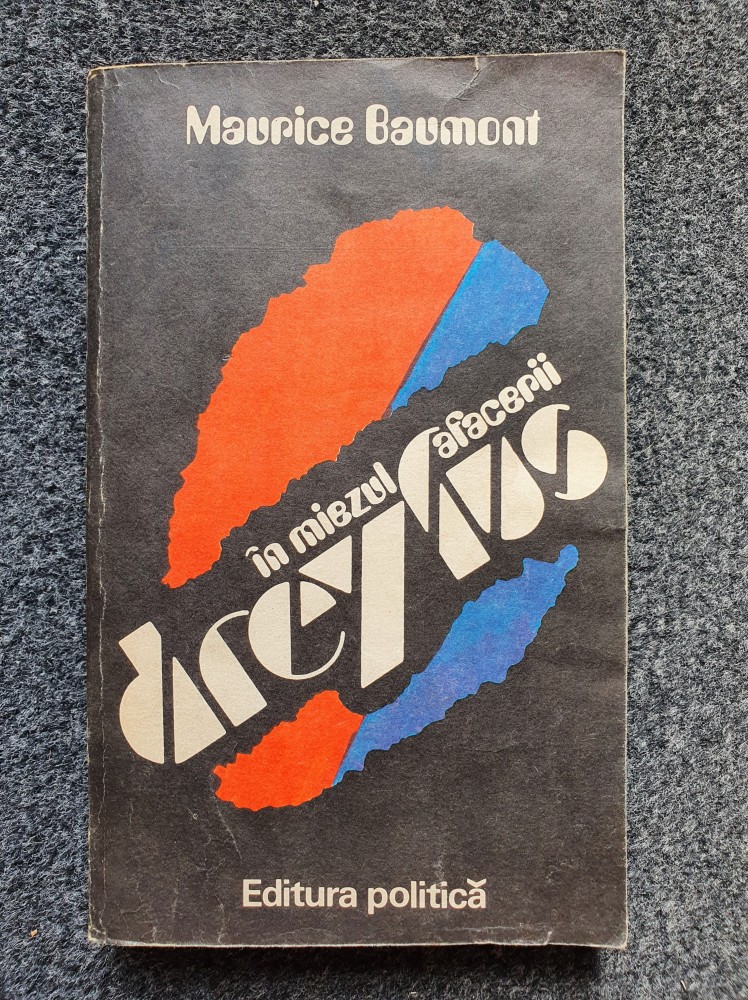 Maurice Baumont
în miezul afacerii
dreyfus
Editura politică